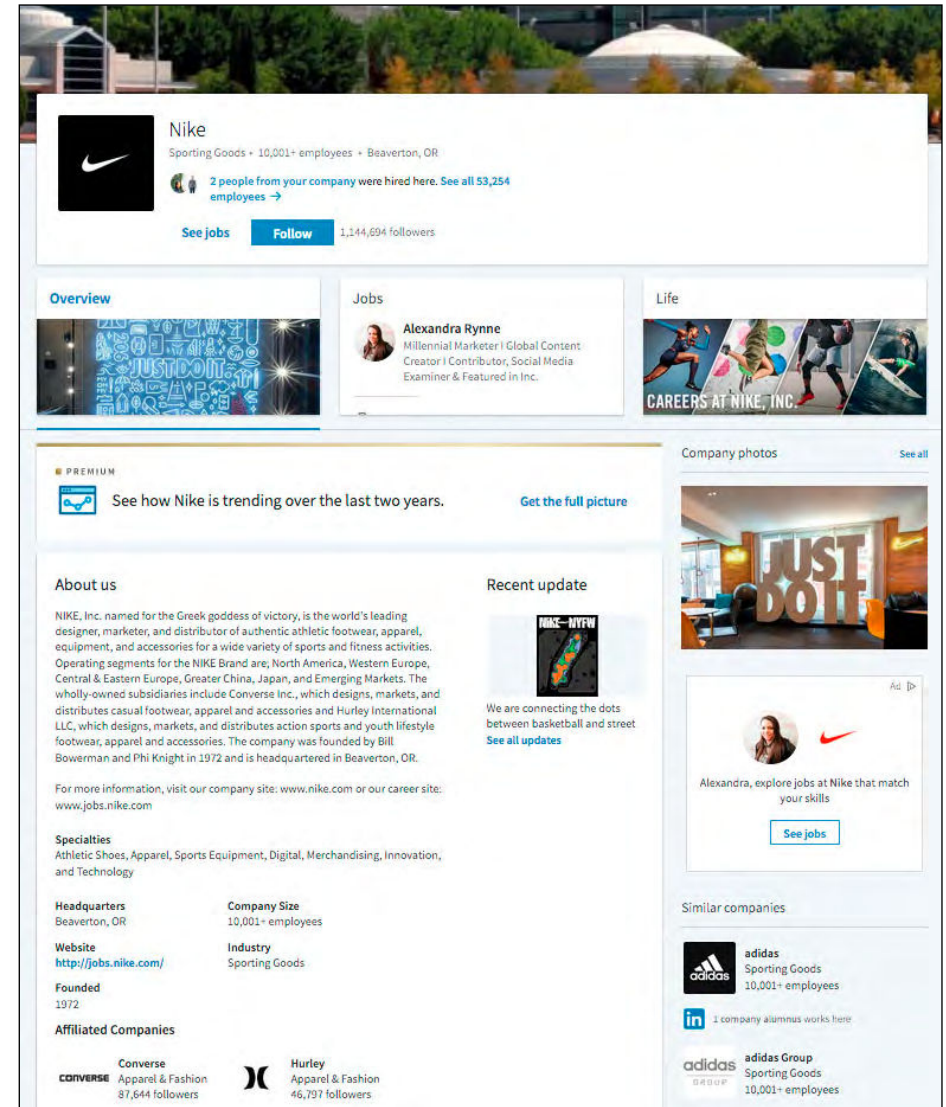 Nike
Sporting Goods • 10,001+ employees • Beaverton, OR
2 people from your company were hired here. See all 53,254
employees →
See jobs
Follow
1,144,694 followers
Overview
JUST DO IT
Jobs
Alexandra Rynne
Millennial Marketer I Global Content
Creator I Contributor, Social Media
Examiner & Featured in Inc.
Life
CAREERS AT NIKE, INC.
PREMIUM
See how Nike is trending over the last two years.
Get the full picture
About us
NIKE, Inc. named for the Greek goddess of victory, is the world's leading
designer, marketer, and distributor of authentic athletic footwear, apparel,
equipment, and accessories for a wide variety of sports and fitness activities.
Operating segments for the NIKE Brand are; North America, Western Europe,
Central & Eastern Europe, Greater China, Japan, and Emerging Markets. The
wholly-owned subsidiaries include Converse Inc., which designs, markets, and
distributes casual footwear, apparel and accessories and Hurley International
LLC, which designs, markets, and distributes action sports and youth lifestyle
footwear, apparel and accessories. The company was founded by Bill
Bowerman and Phi Knight in 1972 and is headquartered in Beaverton, OR.
For more information, visit our company site: www.nike.com or our career site:
www.jobs.nike.com
Specialties
Athletic Shoes, Apparel, Sports Equipment, Digital, Merchandising, Innovation,
and Technology
Headquarters
Beaverton, OR
Company Size
10,001+ employees
Website
http://jobs.nike.com/
Industry
Sporting Goods
Founded
1972
Affiliated Companies
CONVERSE
Converse
Apparel & Fashion
87,644 followers
Hurley
Apparel & Fashion
46,797 followers
Recent update
NIKE—NYFW
We are connecting the dots
between basketball and street
See all updates
Company photos
See all
JUST
DO IT
Ad
Alexandra, explore jobs at Nike that match
your skills
See jobs
Similar companies
adidas
adidas
Sporting Goods
10,001+ employees
in
1 company alumnus works here
adidas
GROUP
adidas Group
Sporting Goods
10,001+ employees